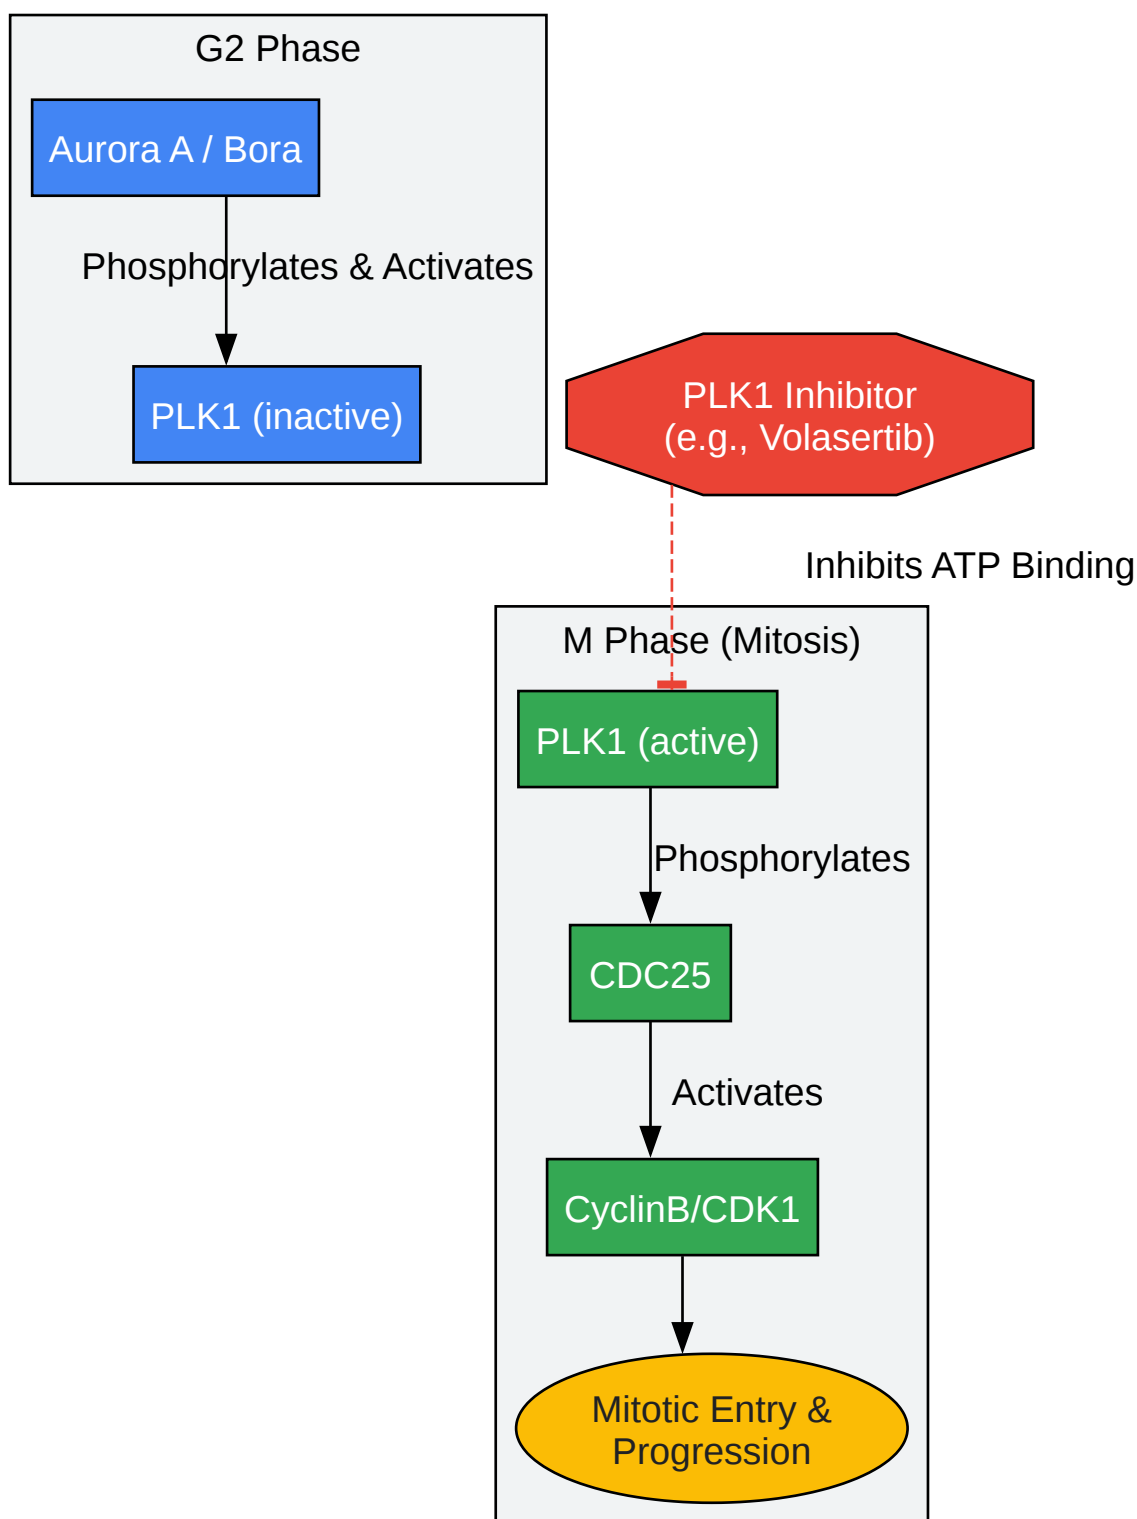 G2 Phase
Aurora A / Bora
Phosphorylates & Activates
PLK1 (inactive)
PLK1 Inhibitor
(e.g., Volasertib)
Inhibits ATP Binding
M Phase (Mitosis)
PLK1 (active)
Phosphorylates
CDC25
Activates
CyclinB/CDK1
Mitotic Entry &
Progression